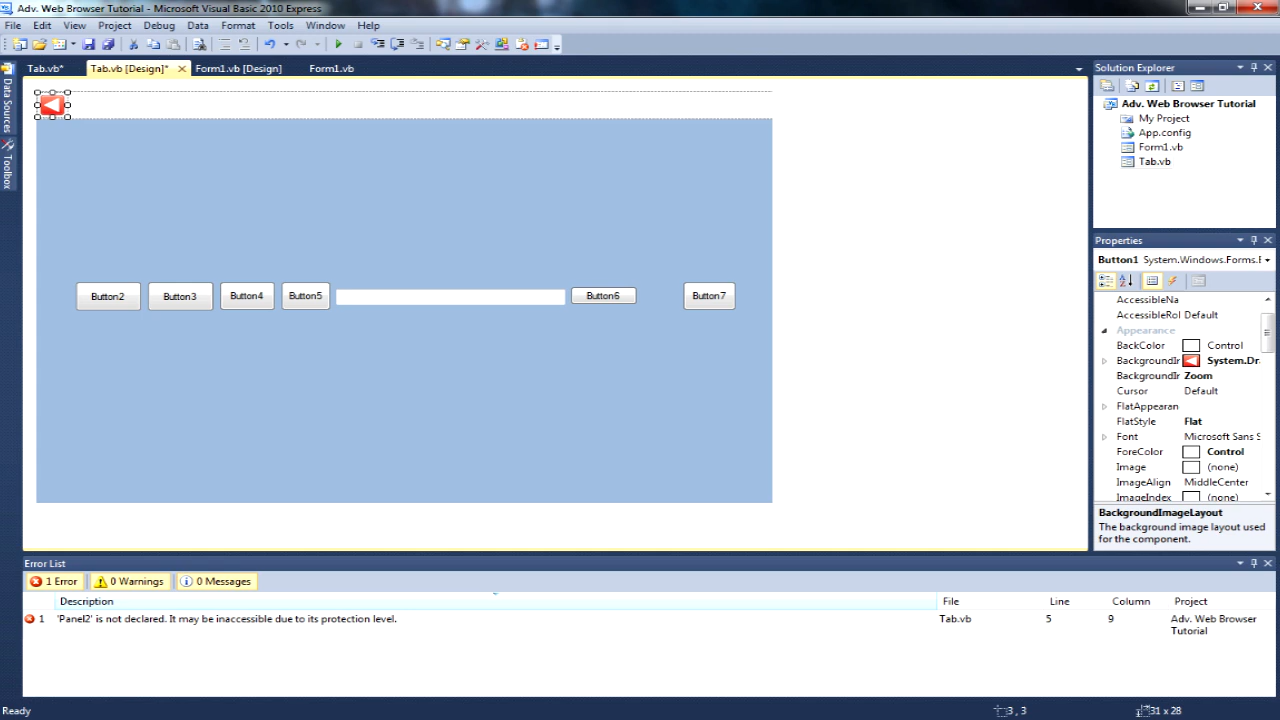 Adv. Web Browser Tutorial - Microsoft Visual Basic 2010 Express
File Edit View Project Debug Data Format Tools Window Help
Tab.vb* Tab.vb [Design]* Form1.vb [Design] Form1.vb
Data Sources
Toolbox
Button2 Button3 Button4 Button5 Button6 Button7
Solution Explorer
Adv. Web Browser Tutorial
My Project
App.config
Form1.vb
Tab.vb
Properties
Button1 System.Windows.Forms.E
AccessibleNa
AccessibleRol Default
Appearance
BackColor Control
BackgroundIr System.Dr
BackgroundIr Zoom
Cursor Default
FlatAppearan
FlatStyle Flat
Font Microsoft Sans S
ForeColor Control
Image (none)
ImageAlign MiddleCenter
ImageIndex (none)
BackgroundImageLayout
The background image layout used
for the component.
Error List
1 Error 0 Warnings 0 Messages
Description File Line Column Project
1 'Panel2' is not declared. It may be inaccessible due to its protection level. Tab.vb 5 9 Adv. Web Browser
Tutorial
Ready 3 , 3 31 x 28